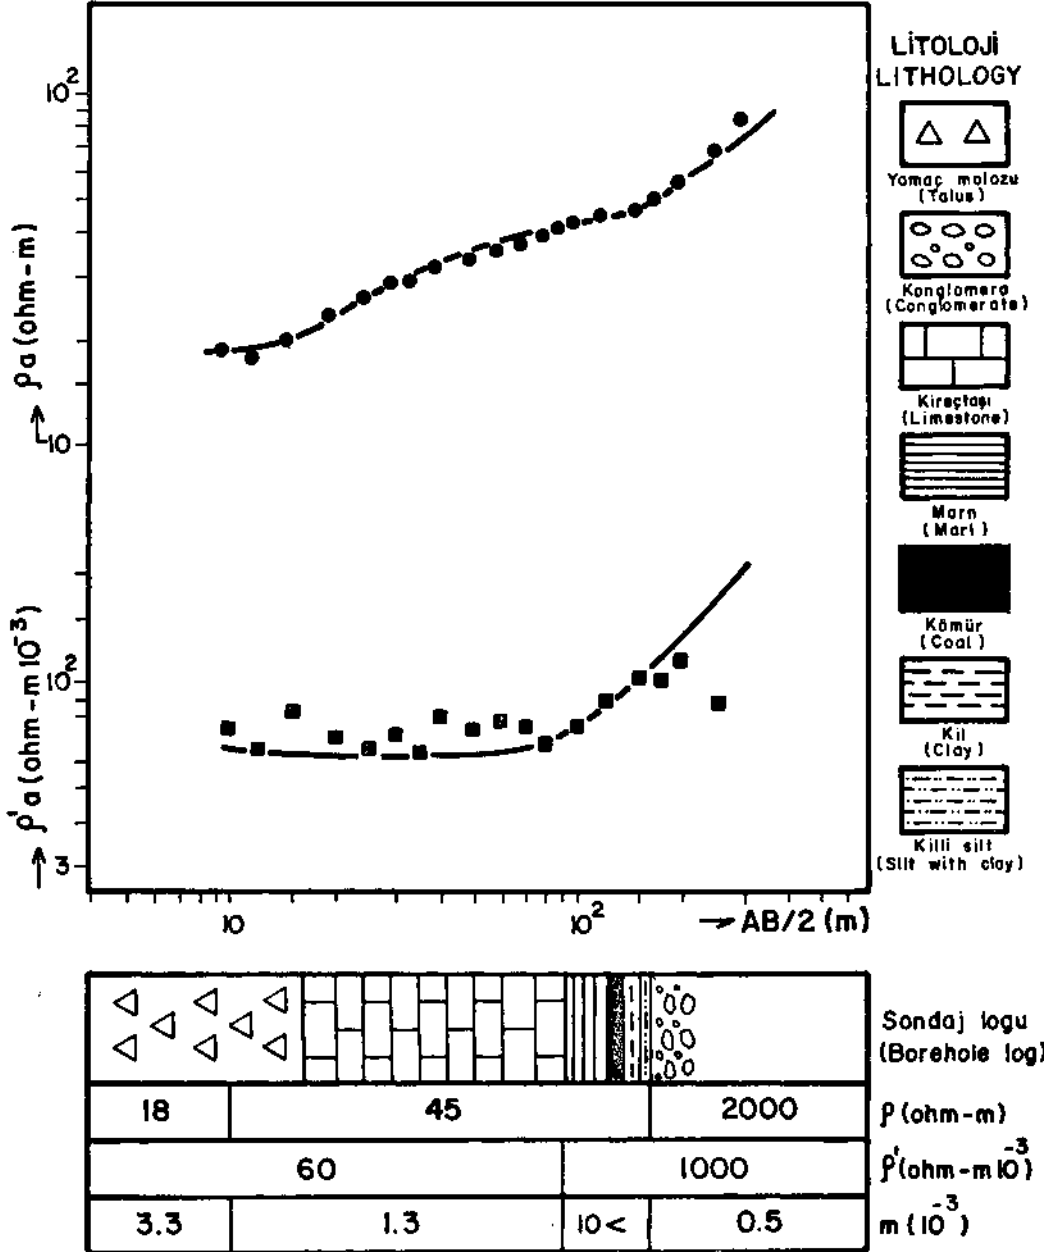 10²
10
→ ρa (ohm-m)
10²
3
→ ρ'a (ohm-m 10⁻³)
10
10²
→ AB/2 (m)
LİTOLOJİ
LITHOLOGY
Yamaç molozu
(Talus)
Konglomera
(Conglomerate)
Kireçtaşı
(Limestone)
Marn
(Marl)
Kömür
(Coal)
Kil
(Clay)
Killi silt
(Silt with clay)
Sondaj logu
(Borehole log)
18 45 2000 ρ (ohm-m)
60 1000 ρ' (ohm-m 10⁻³)
3.3 1.3 10< 0.5 m (10⁻³)